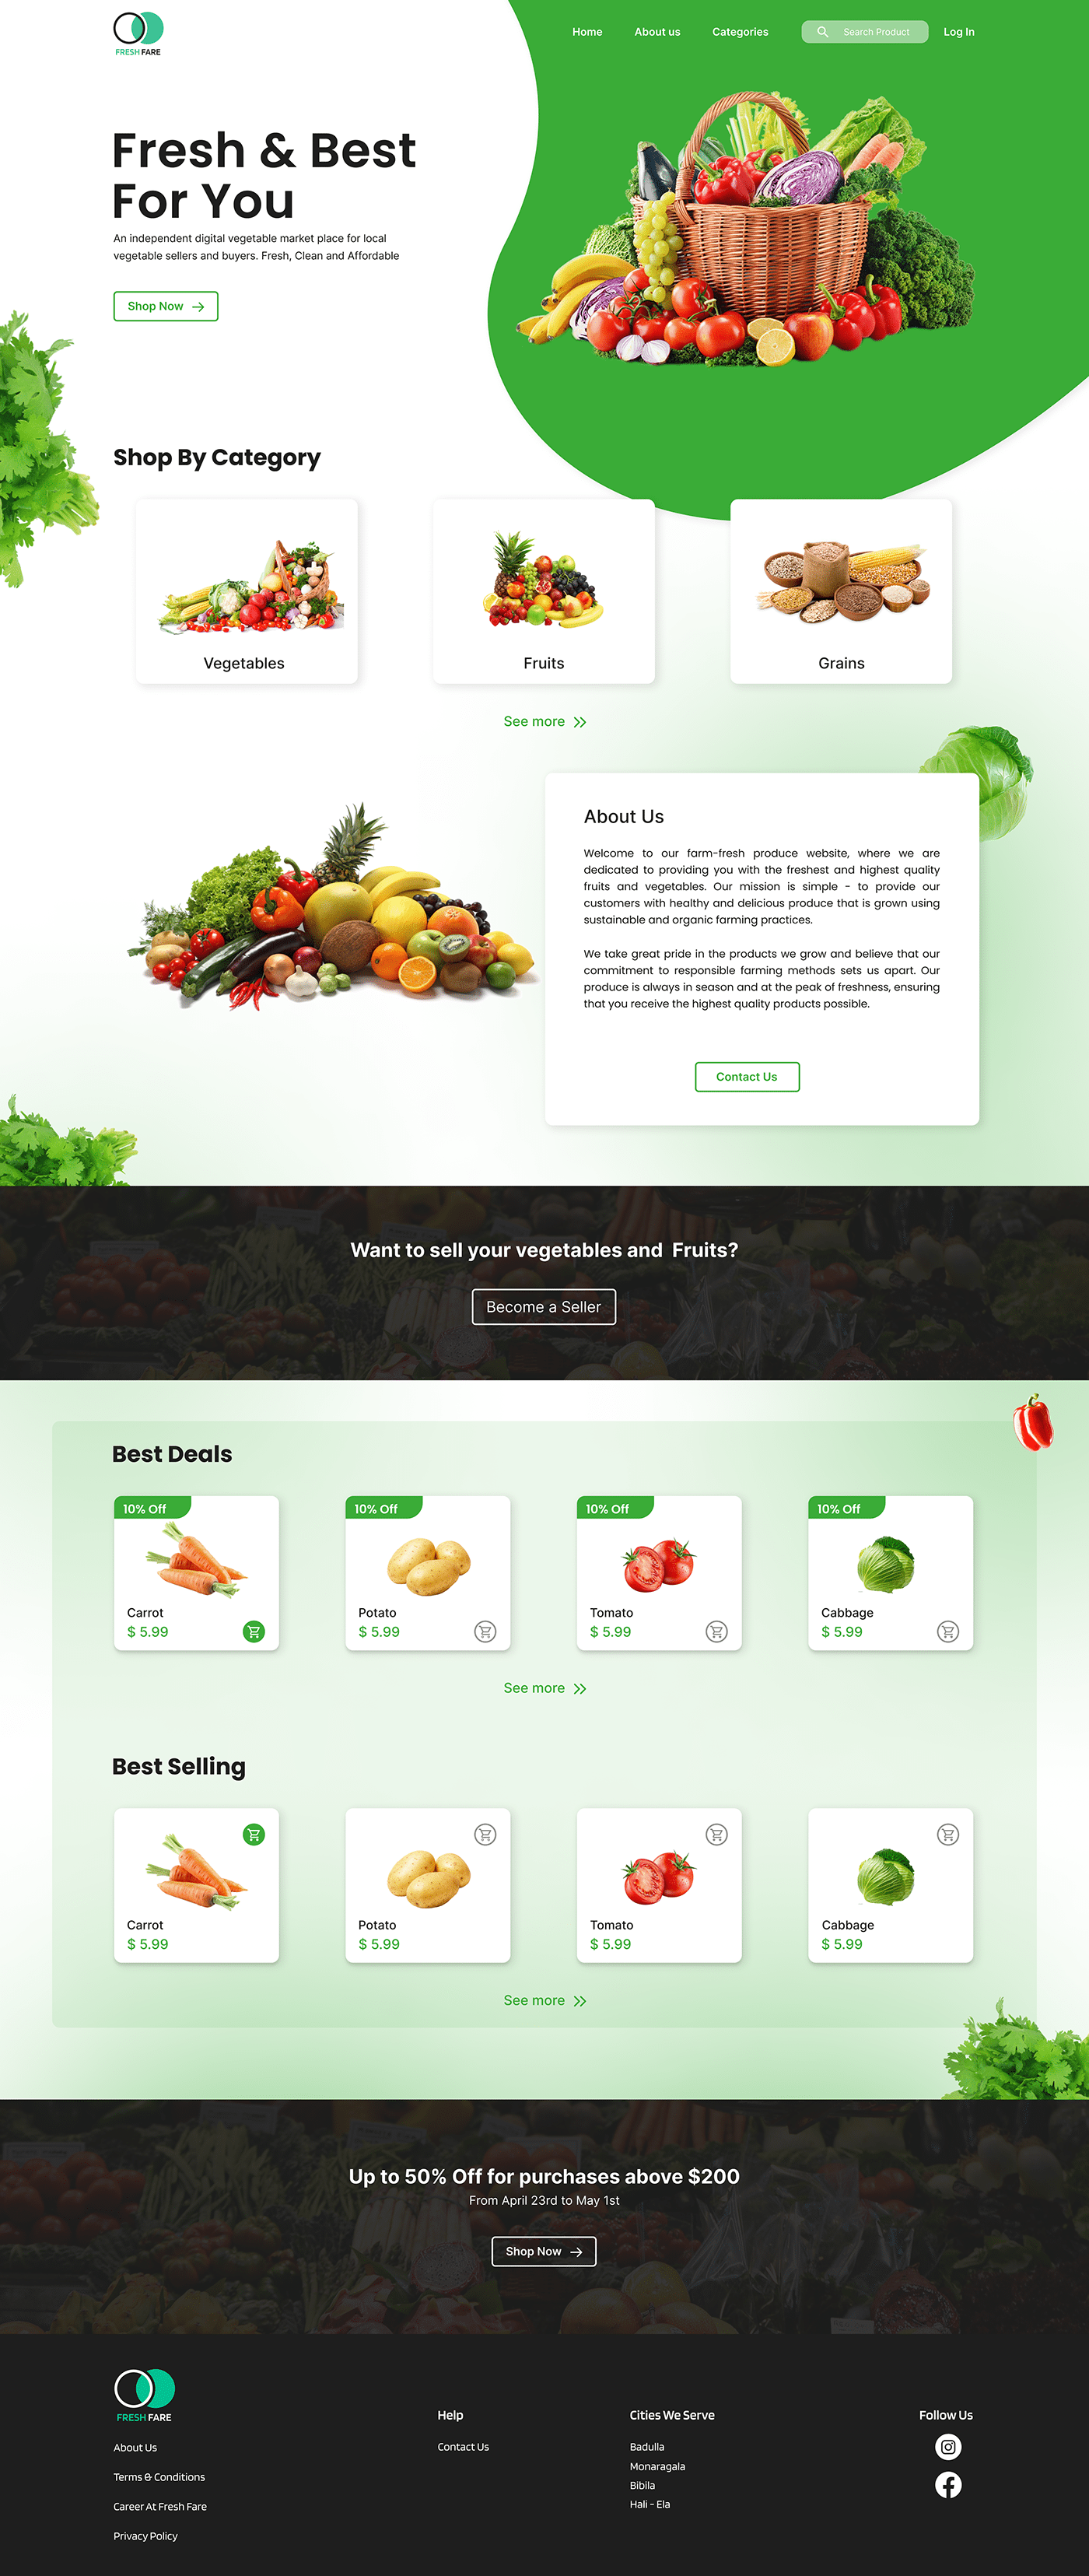 FRESH FARE
Home
About us
Categories
Search Product
Log In
Fresh & Best
For You
An independent digital vegetable market place for local
vegetable sellers and buyers. Fresh, Clean and Affordable
Shop Now
Shop By Category
Vegetables
Fruits
Grains
See more
About Us
Welcome to our farm-fresh produce website, where we are
dedicated to providing you with the freshest and highest quality
fruits and vegetables. Our mission is simple - to provide our
customers with healthy and delicious produce that is grown using
sustainable and organic farming practices.
We take great pride in the products we grow and believe that our
commitment to responsible farming methods sets us apart. Our
produce is always in season and at the peak of freshness, ensuring
that you receive the highest quality products possible.
Contact Us
Want to sell your vegetables and Fruits?
Become a Seller
Best Deals
10% Off
Carrot
$ 5.99
10% Off
Potato
$ 5.99
10% Off
Tomato
$ 5.99
10% Off
Cabbage
$ 5.99
See more
Best Selling
Carrot
$ 5.99
Potato
$ 5.99
Tomato
$ 5.99
Cabbage
$ 5.99
See more
Up to 50% Off for purchases above $200
From April 23rd to May 1st
Shop Now
FRESH FARE
About Us
Terms & Conditions
Career At Fresh Fare
Privacy Policy
Help
Contact Us
Cities We Serve
Badulla
Monaragala
Bibila
Hali - Ela
Follow Us